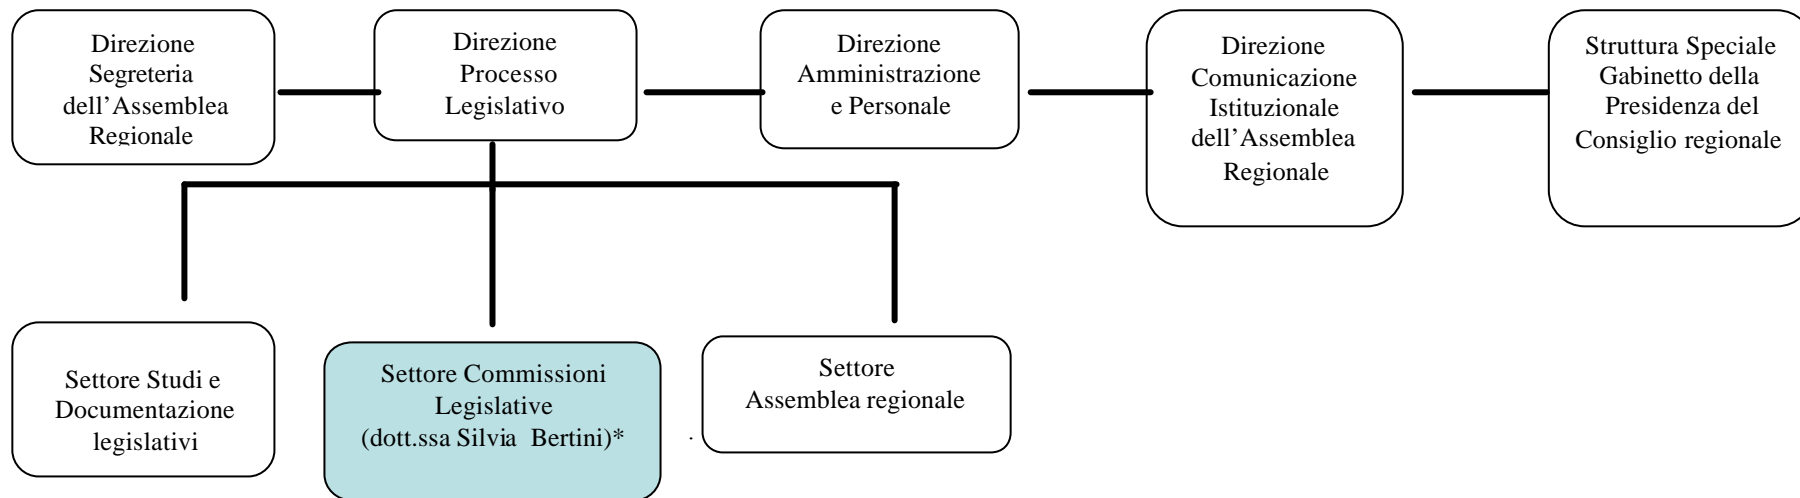 Direzione
Segreteria
dell’Assemblea
Regionale
Direzione
Processo
Legislativo
Direzione
Amministrazione
e Personale
Direzione
Comunicazione
Istituzionale
dell’Assemblea
Regionale
Struttura Speciale
Gabinetto della
Presidenza del
Consiglio regionale
Settore Studi e
Documentazione
legislativi
Settore Commissioni
Legislative
(dott.ssa Silvia Bertini)*
.
Settore
Assemblea regionale